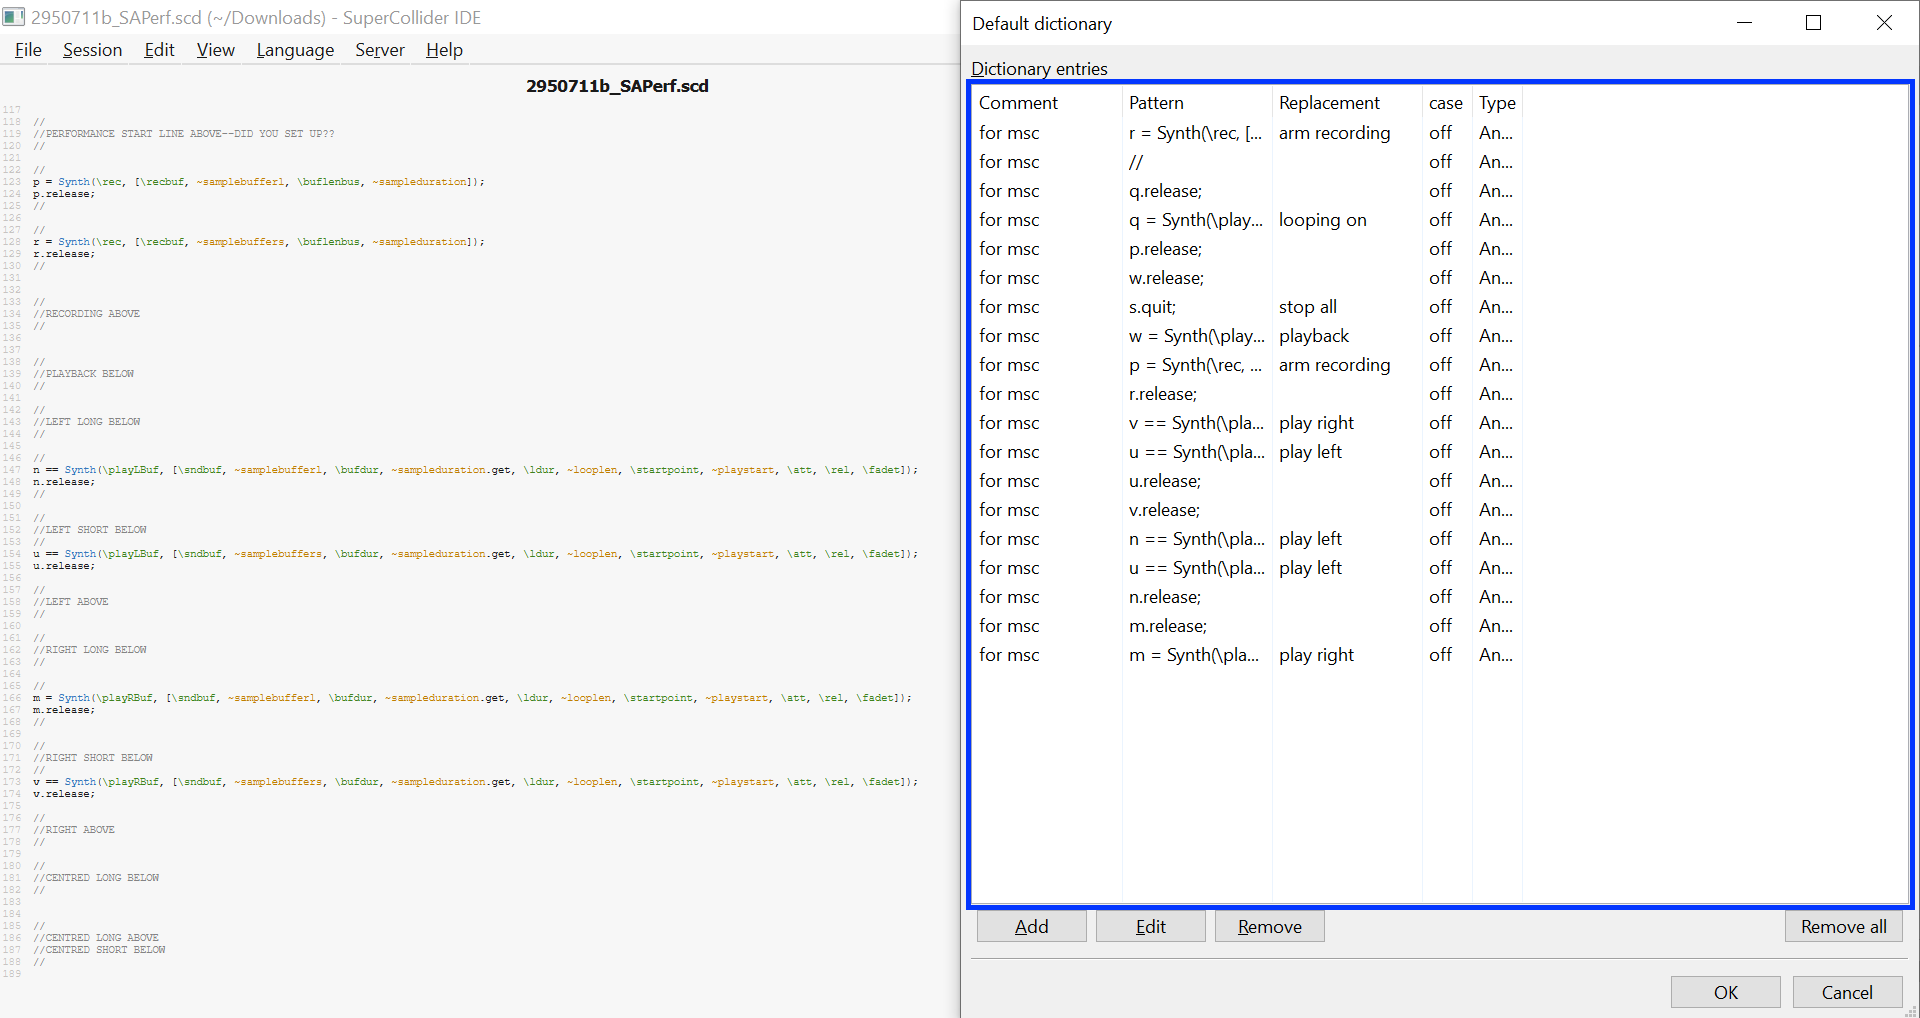 2950711b_SAPerf.scd (~/Downloads) - SuperCollider IDE
File Session Edit View Language Server Help
2950711b_SAPerf.scd
117
118 //
119 //PERFORMANCE START LINE ABOVE--DID YOU SET UP??
120 //
121
122 //
123 p = Synth(\rec, [\recbuf, ~samplebufferl, \buflenbus, ~sampleduration]);
124 p.release;
125 //
126
127 //
128 r = Synth(\rec, [\recbuf, ~samplebuffers, \buflenbus, ~sampleduration]);
129 r.release;
130 //
131
132
133 //
134 //RECORDING ABOVE
135 //
136
137
138 //
139 //PLAYBACK BELOW
140 //
141
142 //
143 //LEFT LONG BELOW
144 //
145
146 //
147 n == Synth(\playLBuf, [\sndbuf, ~samplebufferl, \bufdur, ~sampleduration.get, \ldur, ~looplen, \startpoint, ~playstart, \att, \rel, \fadet]);
148 n.release;
149 //
150
151 //
152 //LEFT SHORT BELOW
153 //
154 u == Synth(\playLBuf, [\sndbuf, ~samplebuffers, \bufdur, ~sampleduration.get, \ldur, ~looplen, \startpoint, ~playstart, \att, \rel, \fadet]);
155 u.release;
156
157 //
158 //LEFT ABOVE
159 //
160
161 //
162 //RIGHT LONG BELOW
163 //
164
165 //
166 m = Synth(\playRBuf, [\sndbuf, ~samplebufferl, \bufdur, ~sampleduration.get, \ldur, ~looplen, \startpoint, ~playstart, \att, \rel, \fadet]);
167 m.release;
168 //
169
170 //
171 //RIGHT SHORT BELOW
172 //
173 v == Synth(\playRBuf, [\sndbuf, ~samplebuffers, \bufdur, ~sampleduration.get, \ldur, ~looplen, \startpoint, ~playstart, \att, \rel, \fadet]);
174 v.release;
175
176 //
177 //RIGHT ABOVE
178 //
179
180 //
181 //CENTRED LONG BELOW
182 //
183
184
185 //
186 //CENTRED LONG ABOVE
187 //CENTRED SHORT BELOW
188 //
189
Default dictionary
Dictionary entries
Comment Pattern Replacement case Type
for msc r = Synth(\rec, [... arm recording off An...
for msc // off An...
for msc q.release; off An...
for msc q = Synth(\play... looping on off An...
for msc p.release; off An...
for msc w.release; off An...
for msc s.quit; stop all off An...
for msc w = Synth(\play... playback off An...
for msc p = Synth(\rec, ... arm recording off An...
for msc r.release; off An...
for msc v == Synth(\pla... play right off An...
for msc u == Synth(\pla... play left off An...
for msc u.release; off An...
for msc v.release; off An...
for msc n == Synth(\pla... play left off An...
for msc u == Synth(\pla... play left off An...
for msc n.release; off An...
for msc m.release; off An...
for msc m = Synth(\pla... play right off An...
Add Edit Remove Remove all
OK Cancel